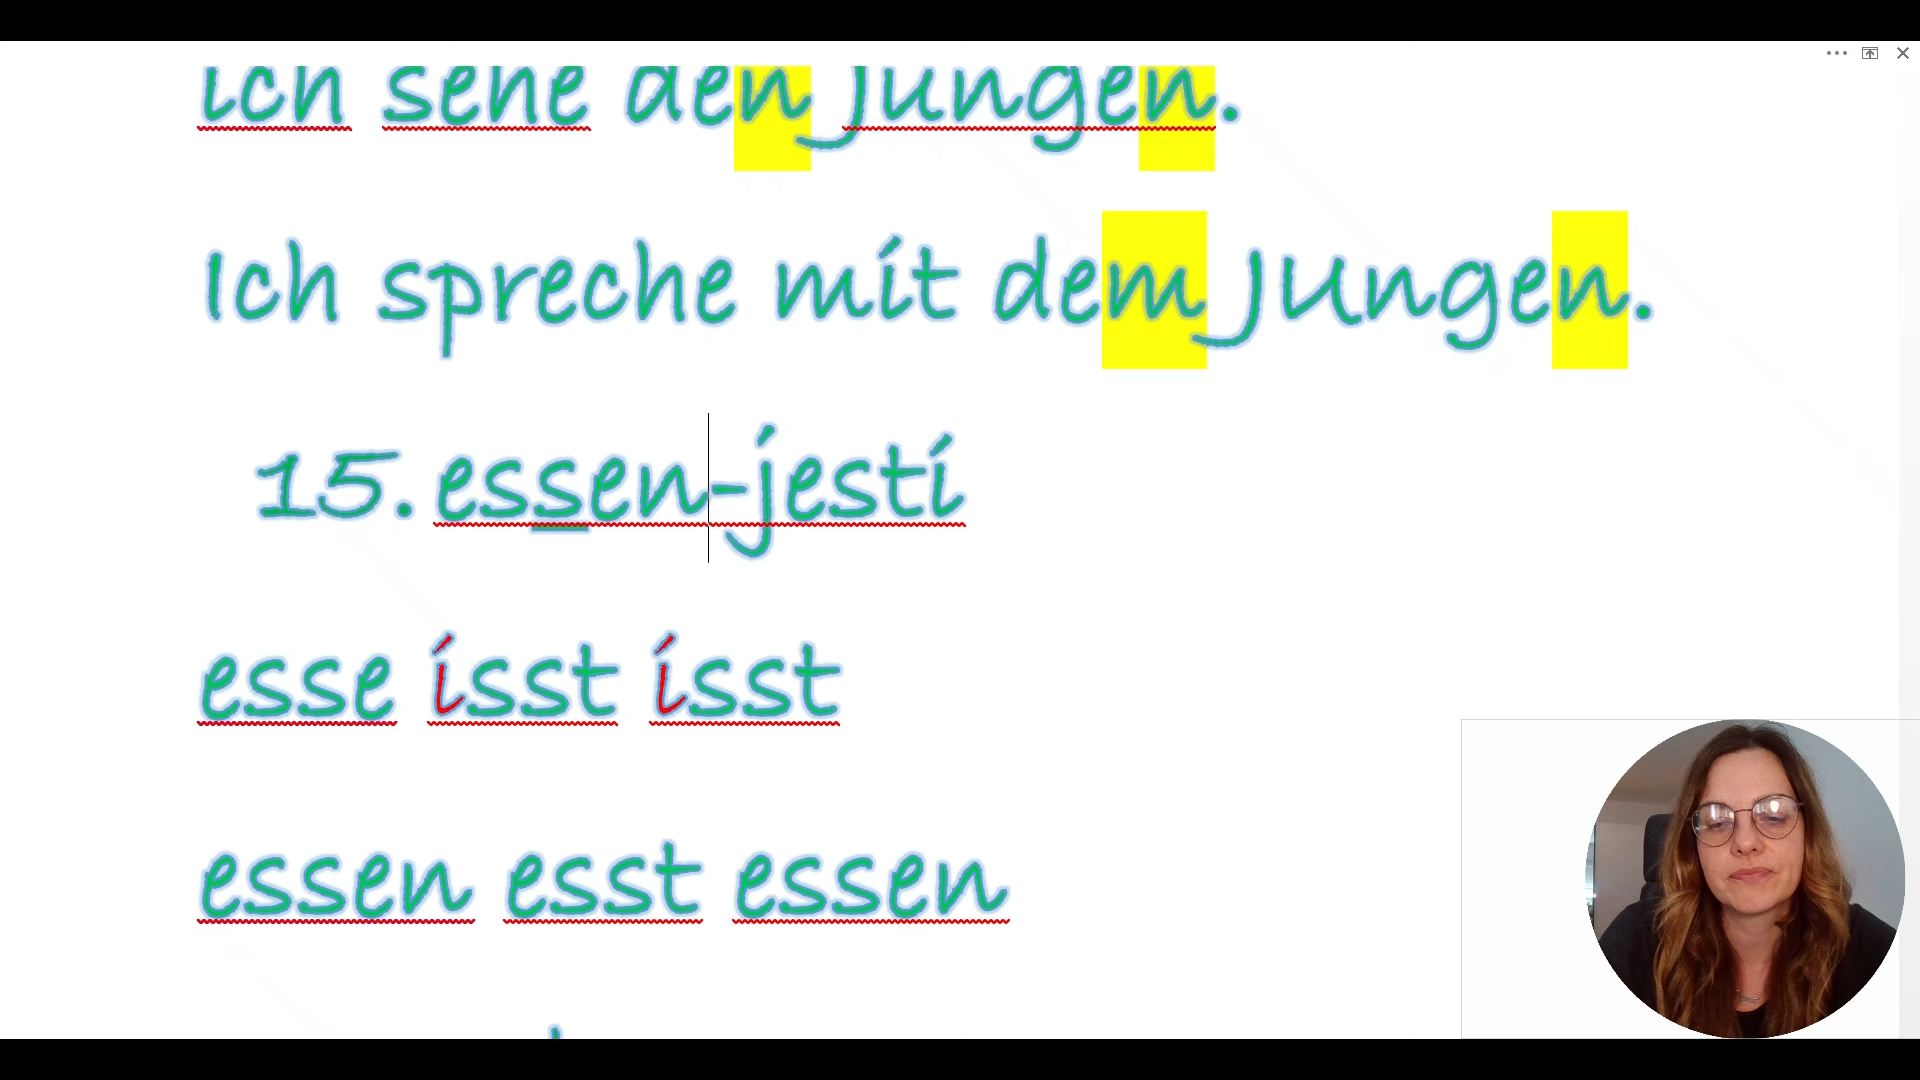 Ich sehe den Jungen.
Ich spreche mit dem JUngen.
15. essen-jesti
esse isst isst
essen esst essen